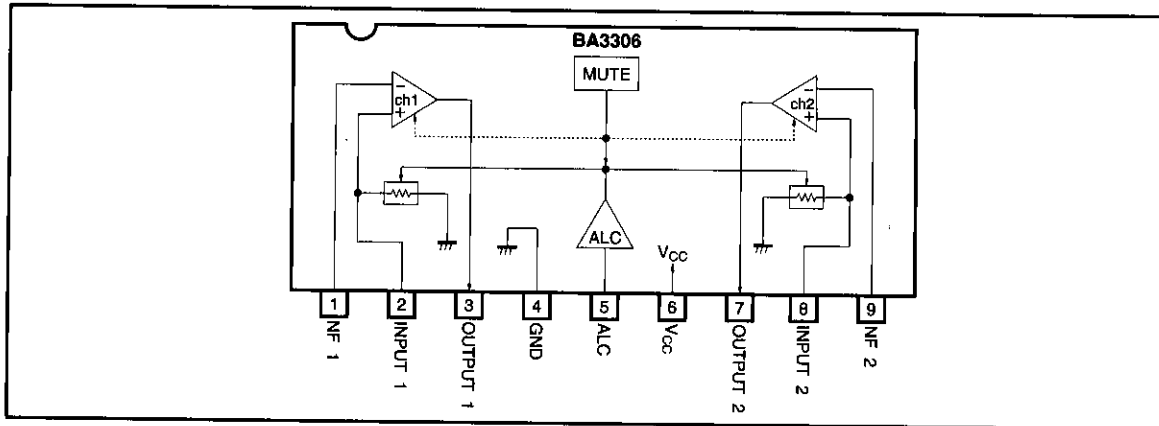 BA3306
MUTE
−
ch1
+
−
ch2
+
ALC
VCC
1 2 3 4 5 6 7 8 9
NF 1
INPUT 1
OUTPUT 1
GND
ALC
VCC
OUTPUT 2
INPUT 2
NF 2